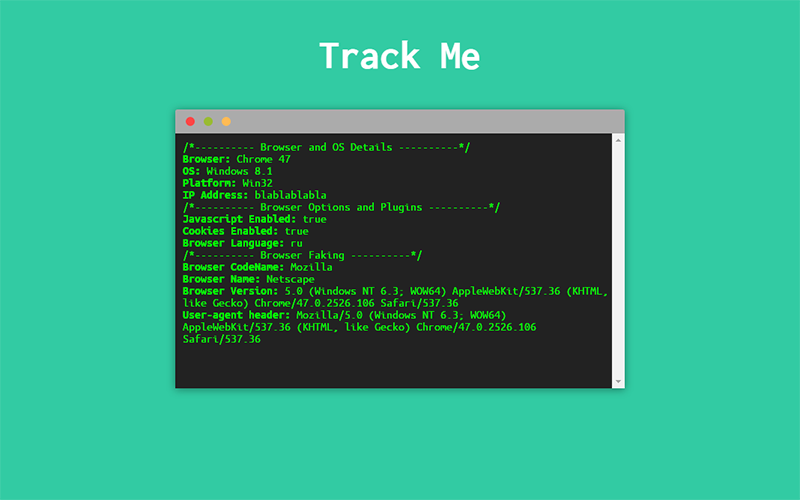 Track Me
/*---------- Browser and OS Details ----------*/
Browser: Chrome 47
OS: Windows 8.1
Platform: Win32
IP Address: blablablabla
/*---------- Browser Options and Plugins ----------*/
Javascript Enabled: true
Cookies Enabled: true
Browser Language: ru
/*---------- Browser Faking ----------*/
Browser CodeName: Mozilla
Browser Name: Netscape
Browser Version: 5.0 (Windows NT 6.3; WOW64) AppleWebKit/537.36 (KHTML,
like Gecko) Chrome/47.0.2526.106 Safari/537.36
User-agent header: Mozilla/5.0 (Windows NT 6.3; WOW64)
AppleWebKit/537.36 (KHTML, like Gecko) Chrome/47.0.2526.106
Safari/537.36